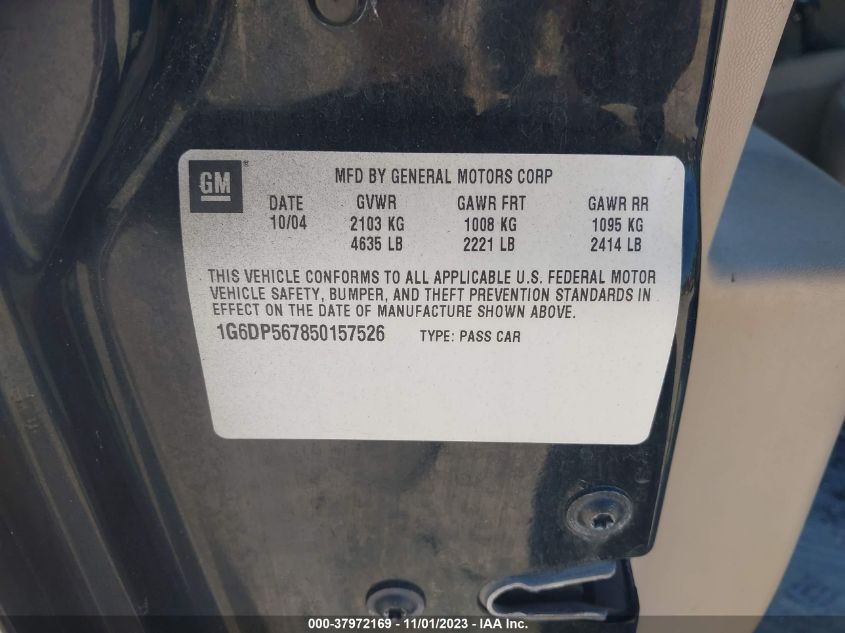 GM®
MFD BY GENERAL MOTORS CORP
DATE GVWR GAWR FRT GAWR RR
10/04 2103 KG 1008 KG 1095 KG
4635 LB 2221 LB 2414 LB
THIS VEHICLE CONFORMS TO ALL APPLICABLE U.S. FEDERAL MOTOR
VEHICLE SAFETY, BUMPER, AND THEFT PREVENTION STANDARDS IN
EFFECT ON THE DATE OF MANUFACTURE SHOWN ABOVE.
1G6DP567850157526 TYPE: PASS CAR
000-37972169 - 11/01/2023 - IAA Inc.